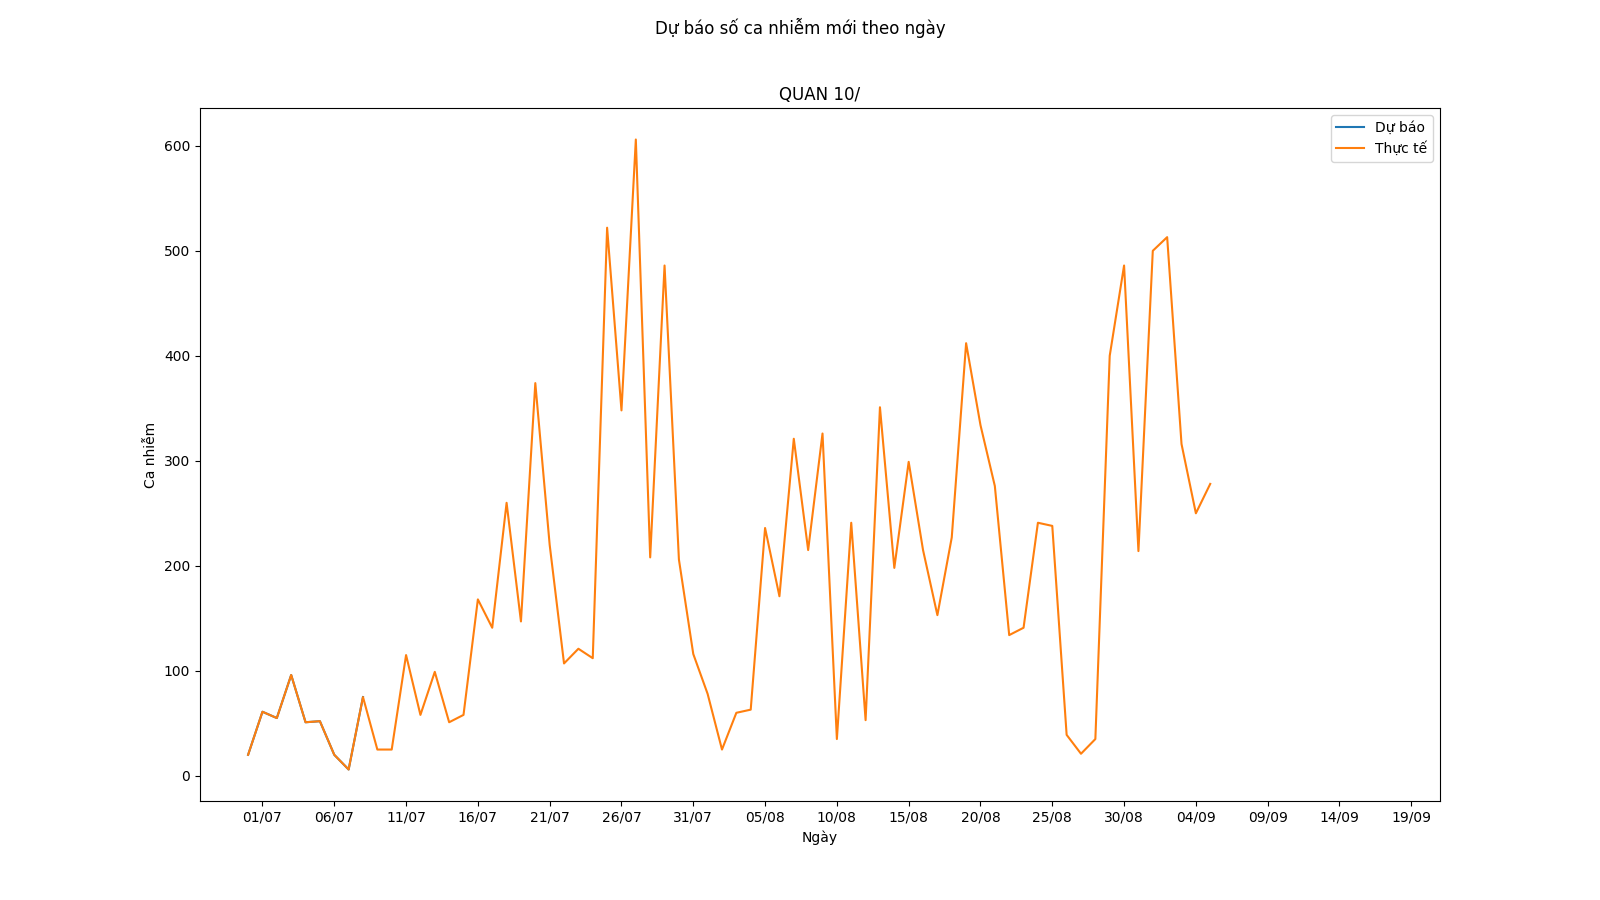 Dự báo số ca nhiễm mới theo ngày
QUAN 10/
Dự báo
Thực tế
600
500
400
300
200
100
0
Ca nhiễm
01/07 06/07 11/07 16/07 21/07 26/07 31/07 05/08 10/08 15/08 20/08 25/08 30/08 04/09 09/09 14/09 19/09
Ngày